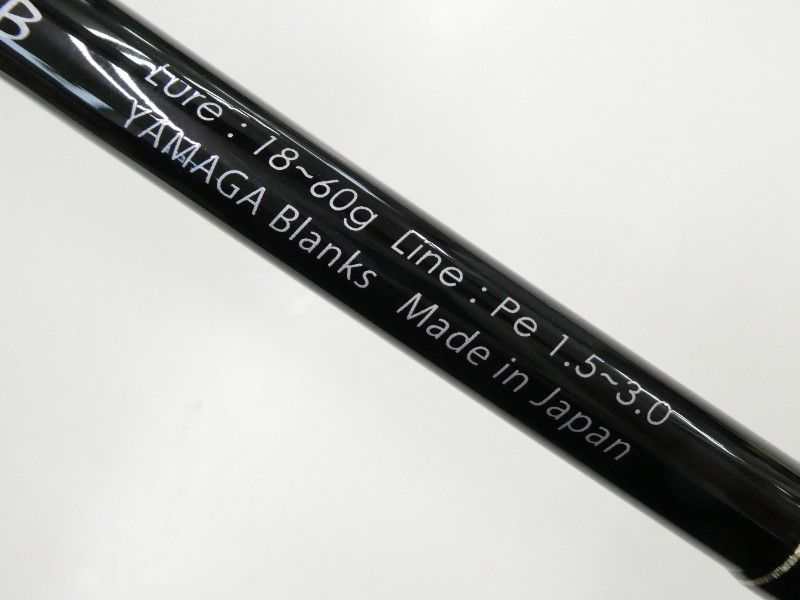 B
Lure : 18~60g Line : Pe 1.5~3.0
YAMAGA Blanks Made in Japan